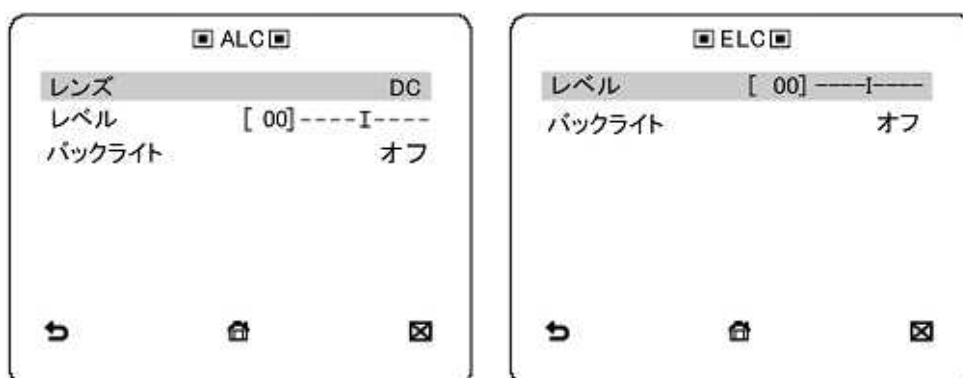 ALC
レンズ DC
レベル [ 00]----I----
バックライト オフ
ELC
レベル [ 00]----I----
バックライト オフ